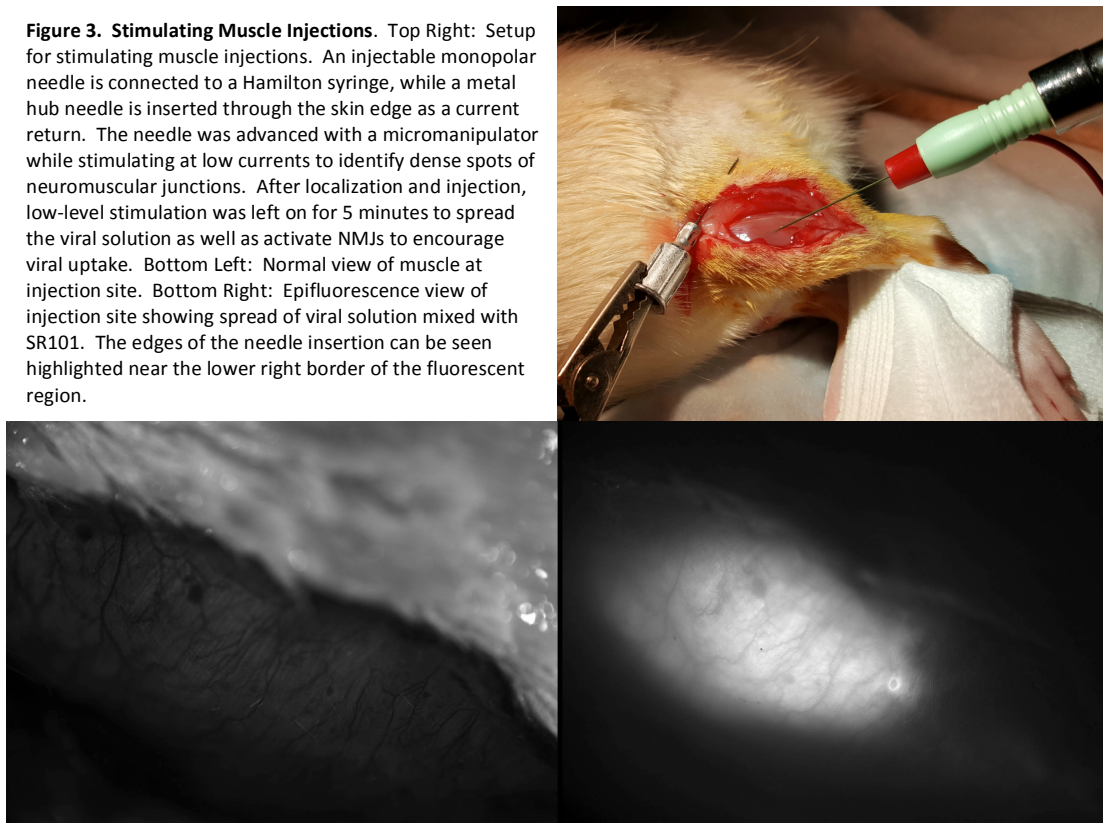 Figure 3. Stimulating Muscle Injections. Top Right: Setup
for stimulating muscle injections. An injectable monopolar
needle is connected to a Hamilton syringe, while a metal
hub needle is inserted through the skin edge as a current
return. The needle was advanced with a micromanipulator
while stimulating at low currents to identify dense spots of
neuromuscular junctions. After localization and injection,
low-level stimulation was left on for 5 minutes to spread
the viral solution as well as activate NMJs to encourage
viral uptake. Bottom Left: Normal view of muscle at
injection site. Bottom Right: Epifluorescence view of
injection site showing spread of viral solution mixed with
SR101. The edges of the needle insertion can be seen
highlighted near the lower right border of the fluorescent
region.